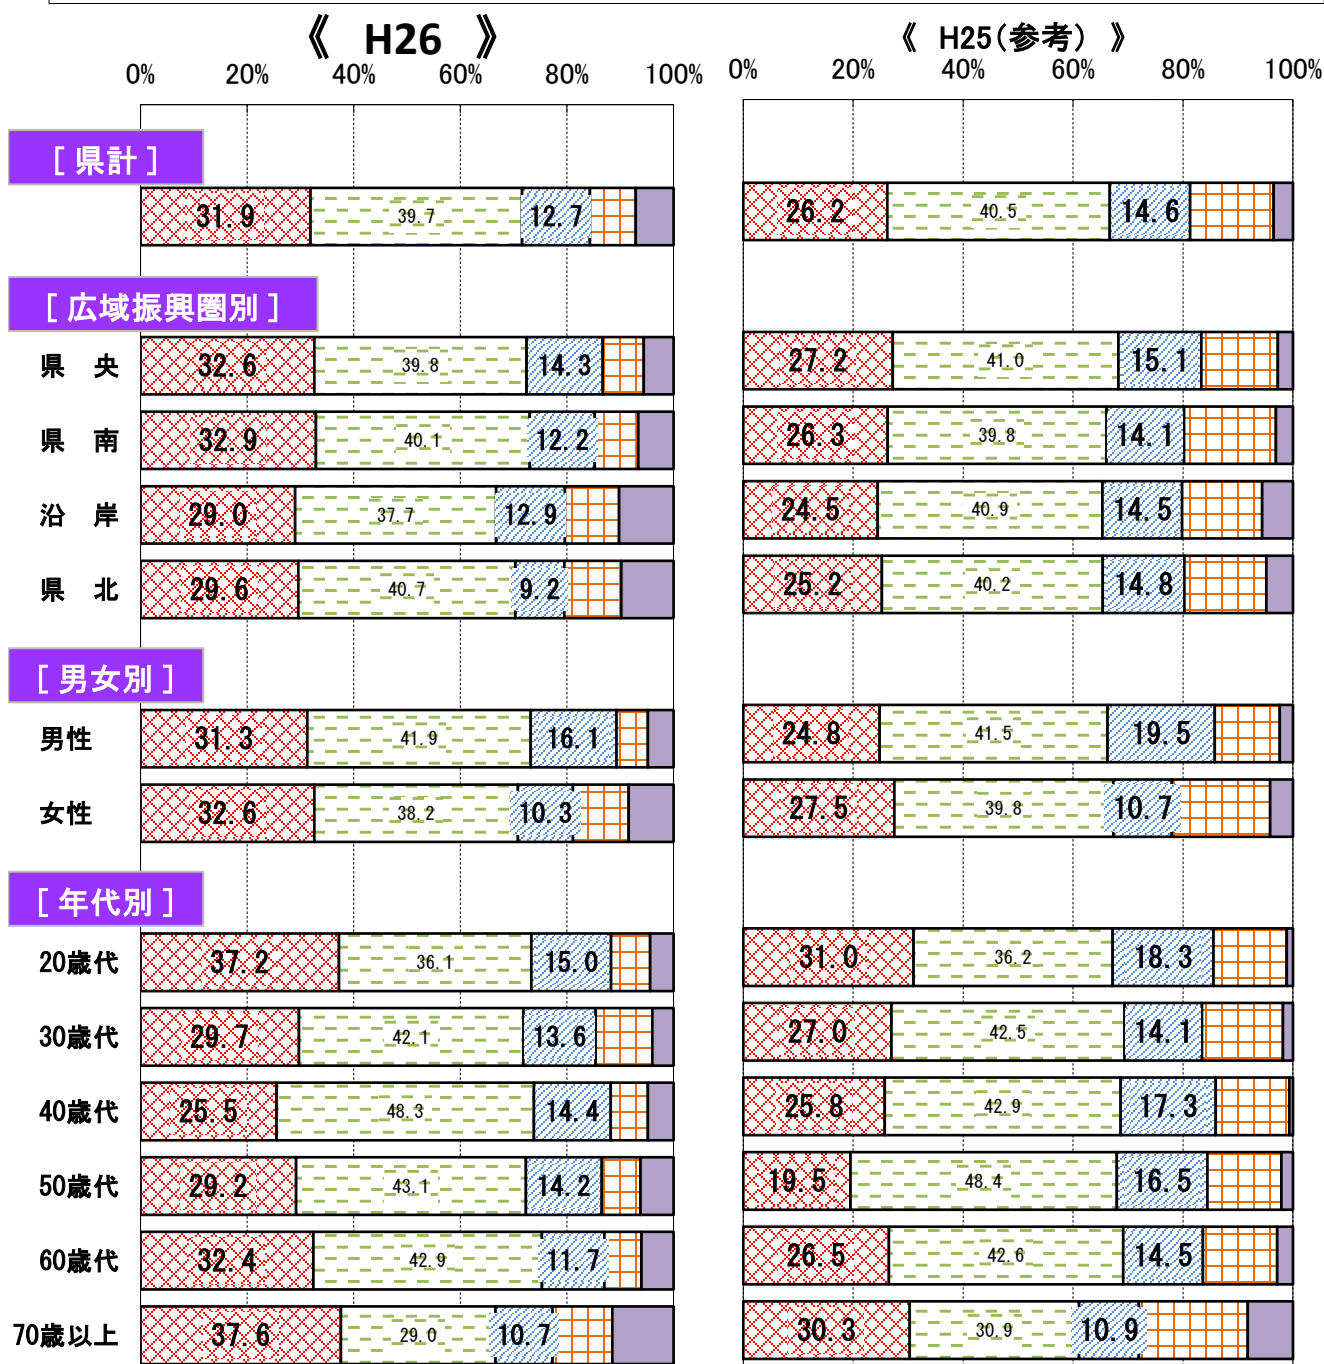 《 H26 》
《 H25(参考) 》
0% 20% 40% 60% 80% 100%
0% 20% 40% 60% 80% 100%
[ 県計 ]
31.9 39.7 12.7
26.2 40.5 14.6
[ 広域振興圏別 ]
県 央 32.6 39.8 14.3
27.2 41.0 15.1
県 南 32.9 40.1 12.2
26.3 39.8 14.1
沿 岸 29.0 37.7 12.9
24.5 40.9 14.5
県 北 29.6 40.7 9.2
25.2 40.2 14.8
[ 男女別 ]
男性 31.3 41.9 16.1
24.8 41.5 19.5
女性 32.6 38.2 10.3
27.5 39.8 10.7
[ 年代別 ]
20歳代 37.2 36.1 15.0
31.0 36.2 18.3
30歳代 29.7 42.1 13.6
27.0 42.5 14.1
40歳代 25.5 48.3 14.4
25.8 42.9 17.3
50歳代 29.2 43.1 14.2
19.5 48.4 16.5
60歳代 32.4 42.9 11.7
26.5 42.6 14.5
70歳以上 37.6 29.0 10.7
30.3 30.9 10.9